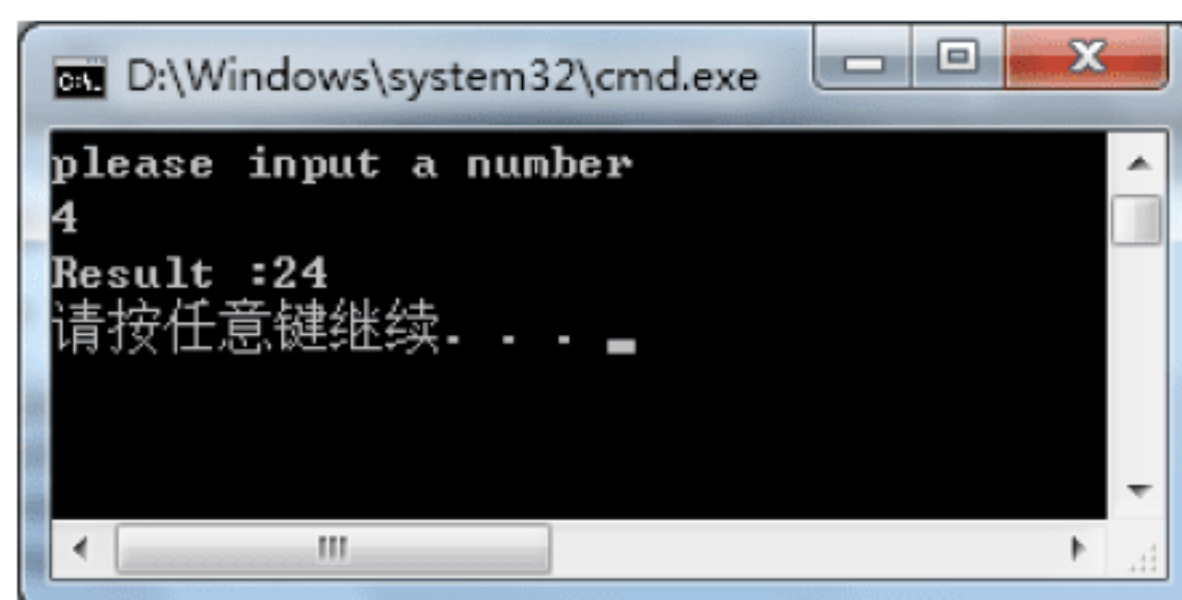 D:\Windows\system32\cmd.exe
please input a number
4
Result :24
请按任意键继续. . .